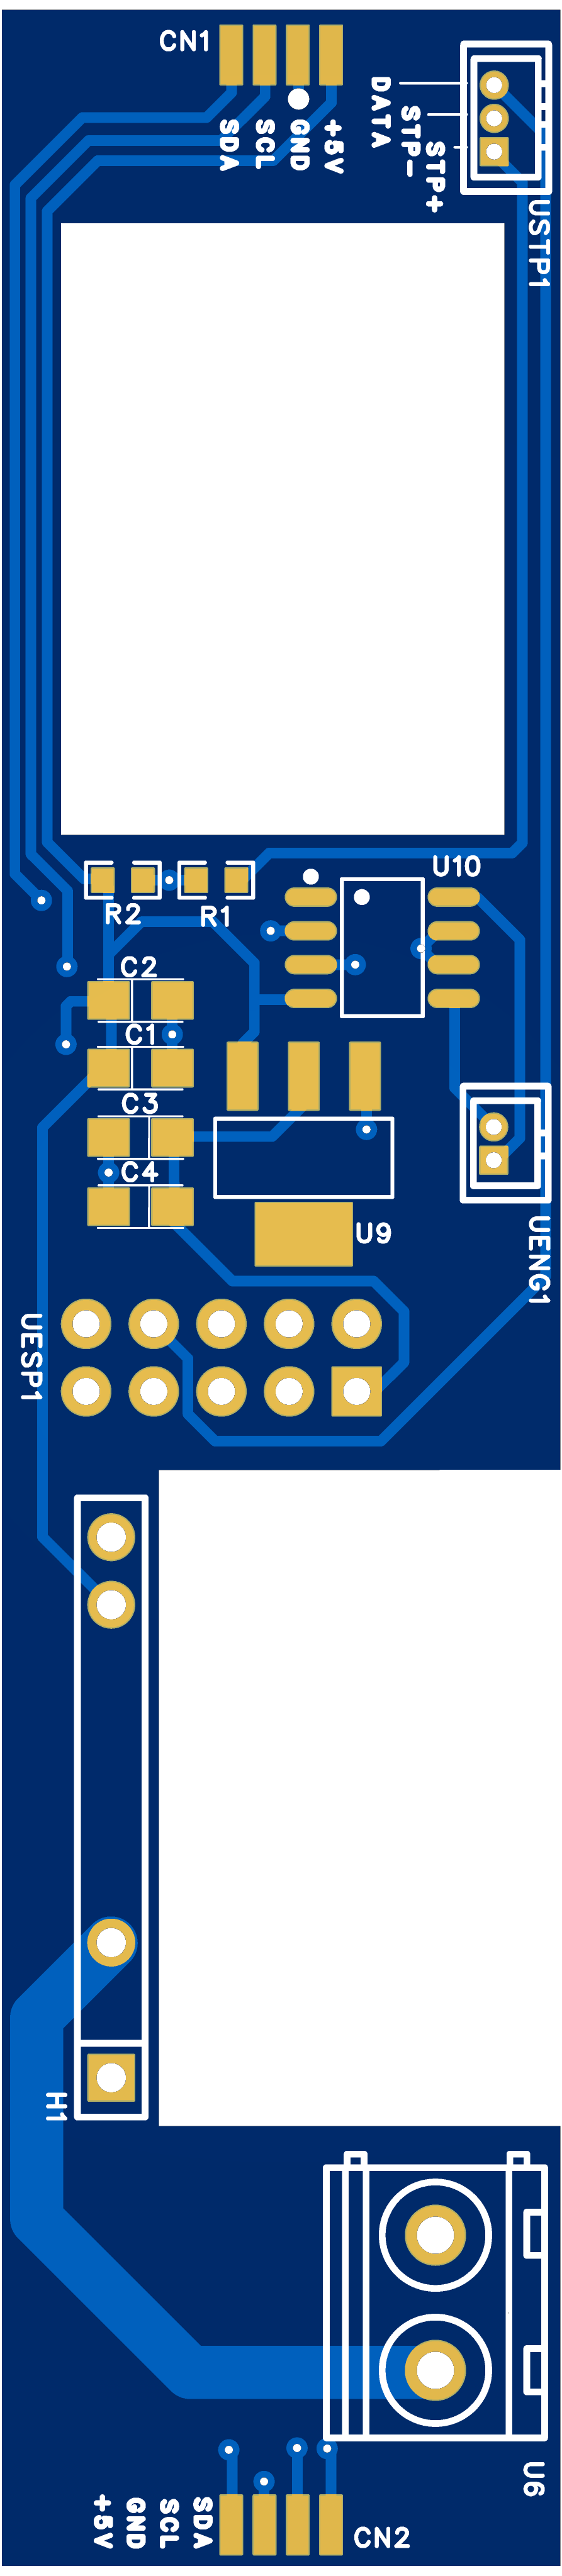 CN1
SDA
SCL
GND
+5V
DATA
STP-
STP+
USTP1
U10
R2
R1
C2
C1
C3
C4
U9
UENG1
UESP1
H1
U6
+5V
GND
SCL
SDA
CN2